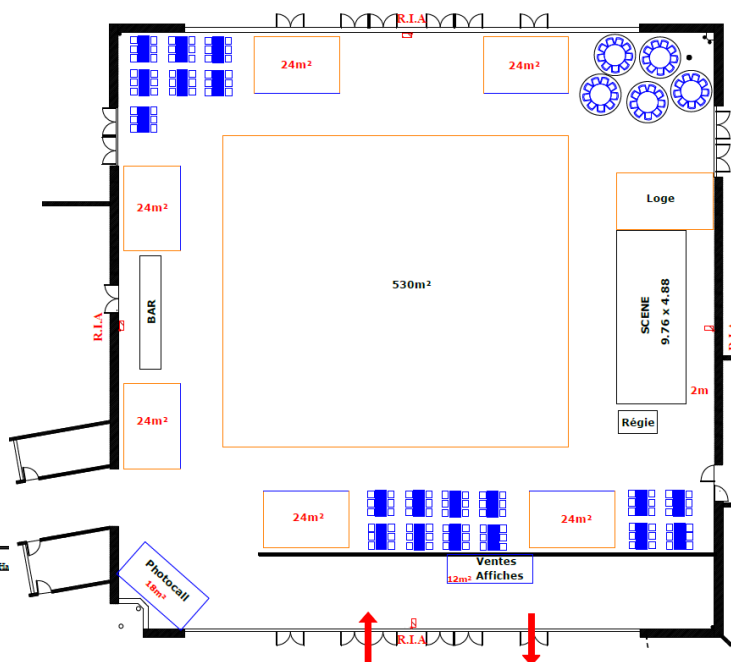 R.I.A
24m²
24m²
24m²
Loge
530m²
BAR
SCENE
9.76 x 4.88
R.I.A
R.I.A
2m
24m²
Régie
24m²
24m²
Ventes
12m² Affiches
Photocall
18m²
R.I.A